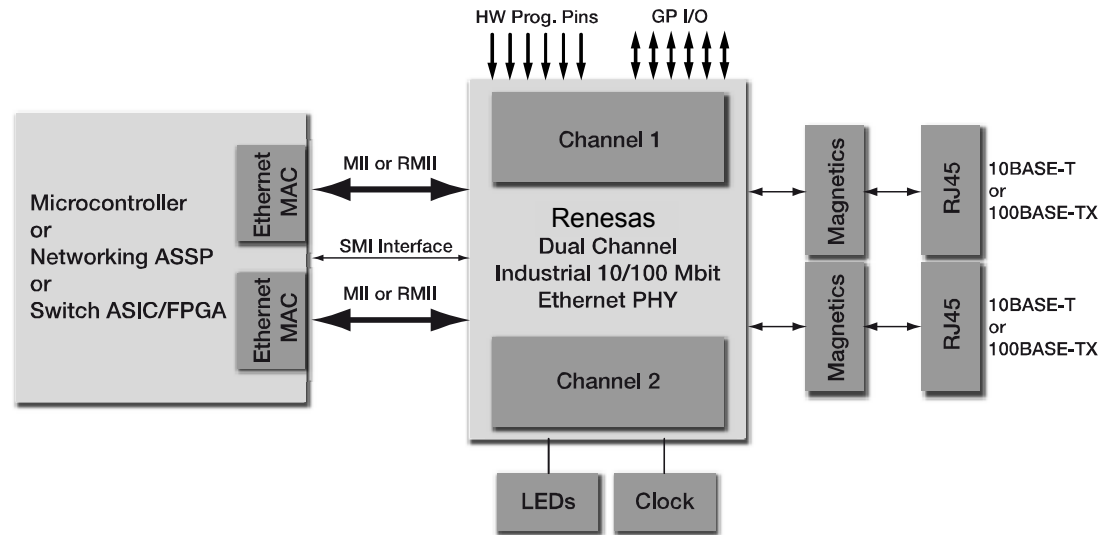 HW Prog. Pins
GP I/O
Channel 1
Microcontroller
or
Networking ASSP
or
Switch ASIC/FPGA
Ethernet
MAC
Ethernet
MAC
MII or RMII
SMI Interface
MII or RMII
Renesas
Dual Channel
Industrial 10/100 Mbit
Ethernet PHY
Channel 2
Magnetics
RJ45
10BASE-T
or
100BASE-TX
Magnetics
RJ45
10BASE-T
or
100BASE-TX
LEDs
Clock